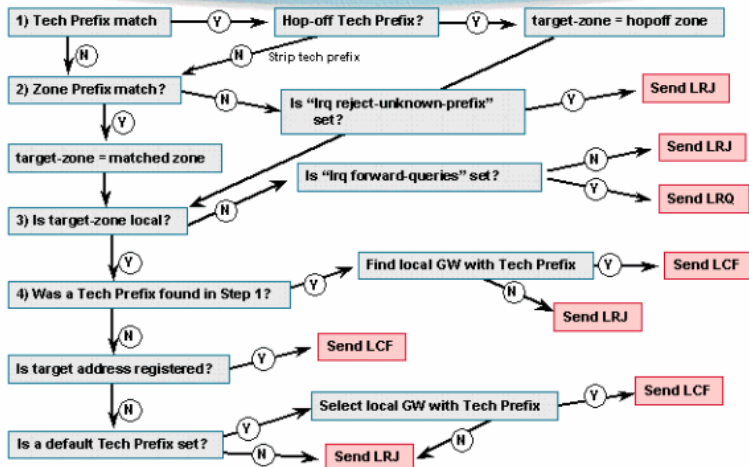 1) Tech Prefix match
Y
Hop-off Tech Prefix?
Y
target-zone = hopoff zone
N
N
Strip tech prefix
2) Zone Prefix match?
N
Is “lrq reject-unknown-prefix”
set?
Y
Send LRJ
Y
target-zone = matched zone
Is “lrq forward-queries” set?
N
Send LRJ
Y
Send LRQ
3) Is target-zone local?
N
Y
Find local GW with Tech Prefix
Y
Send LCF
4) Was a Tech Prefix found in Step 1?
Y
N
Send LRJ
N
Send LCF
Is target address registered?
Y
N
Select local GW with Tech Prefix
Y
Send LCF
Is a default Tech Prefix set?
Y
N
N
Send LRJ